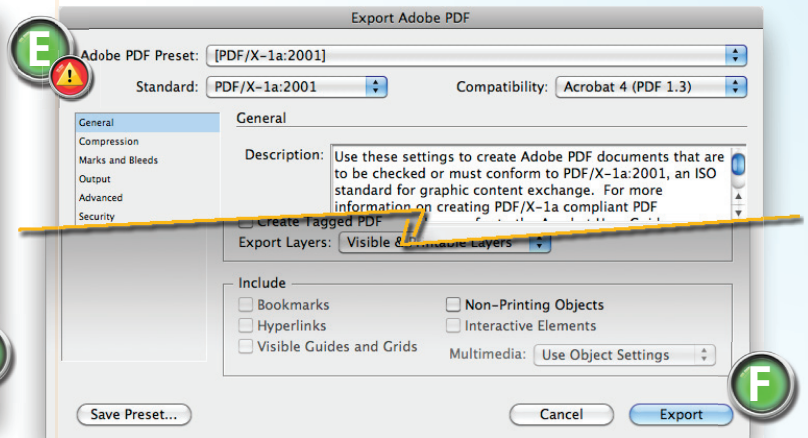 Export Adobe PDF
E
Adobe PDF Preset: [PDF/X-1a:2001]
Standard: PDF/X-1a:2001 Compatibility: Acrobat 4 (PDF 1.3)
General
Compression
Marks and Bleeds
Output
Advanced
Security
General
Description: Use these settings to create Adobe PDF documents that are
to be checked or must conform to PDF/X-1a:2001, an ISO
standard for graphic content exchange. For more
information on creating PDF/X-1a compliant PDF
Create Tagged PDF
Export Layers: Visible & Printable Layers
Include
Bookmarks
Hyperlinks
Visible Guides and Grids
Non-Printing Objects
Interactive Elements
Multimedia: Use Object Settings
F
Save Preset... Cancel Export